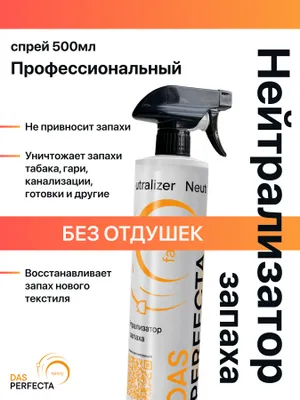 спрей 500мл
Профессиональный
Нейтрализатор
запаха
Не привносит запахи
Уничтожает запахи
табака, гари,
канализации,
готовки и другие
БЕЗ ОТДУШЕК
Восстанавливает
запах нового
текстиля
utralizer Neut
DAS
PERFECTA
запаха
DAS
PERFECTA